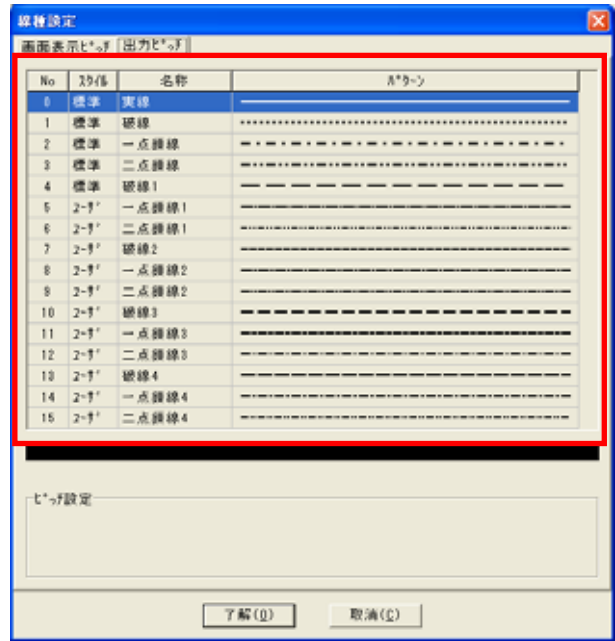 線種設定
画面表示ﾋﾟｯﾁ 出力ﾋﾟｯﾁ
No ｽﾀｲﾙ 名称 ﾊﾟﾀｰﾝ
0 標準 実線
1 標準 破線
2 標準 一点鎖線
3 標準 二点鎖線
4 標準 破線1
5 ﾕｰｻﾞ 一点鎖線1
6 ﾕｰｻﾞ 二点鎖線1
7 ﾕｰｻﾞ 破線2
8 ﾕｰｻﾞ 一点鎖線2
9 ﾕｰｻﾞ 二点鎖線2
10 ﾕｰｻﾞ 破線3
11 ﾕｰｻﾞ 一点鎖線3
12 ﾕｰｻﾞ 二点鎖線3
13 ﾕｰｻﾞ 破線4
14 ﾕｰｻﾞ 一点鎖線4
15 ﾕｰｻﾞ 二点鎖線4
ﾋﾟｯﾁ設定
了解(O) 取消(C)